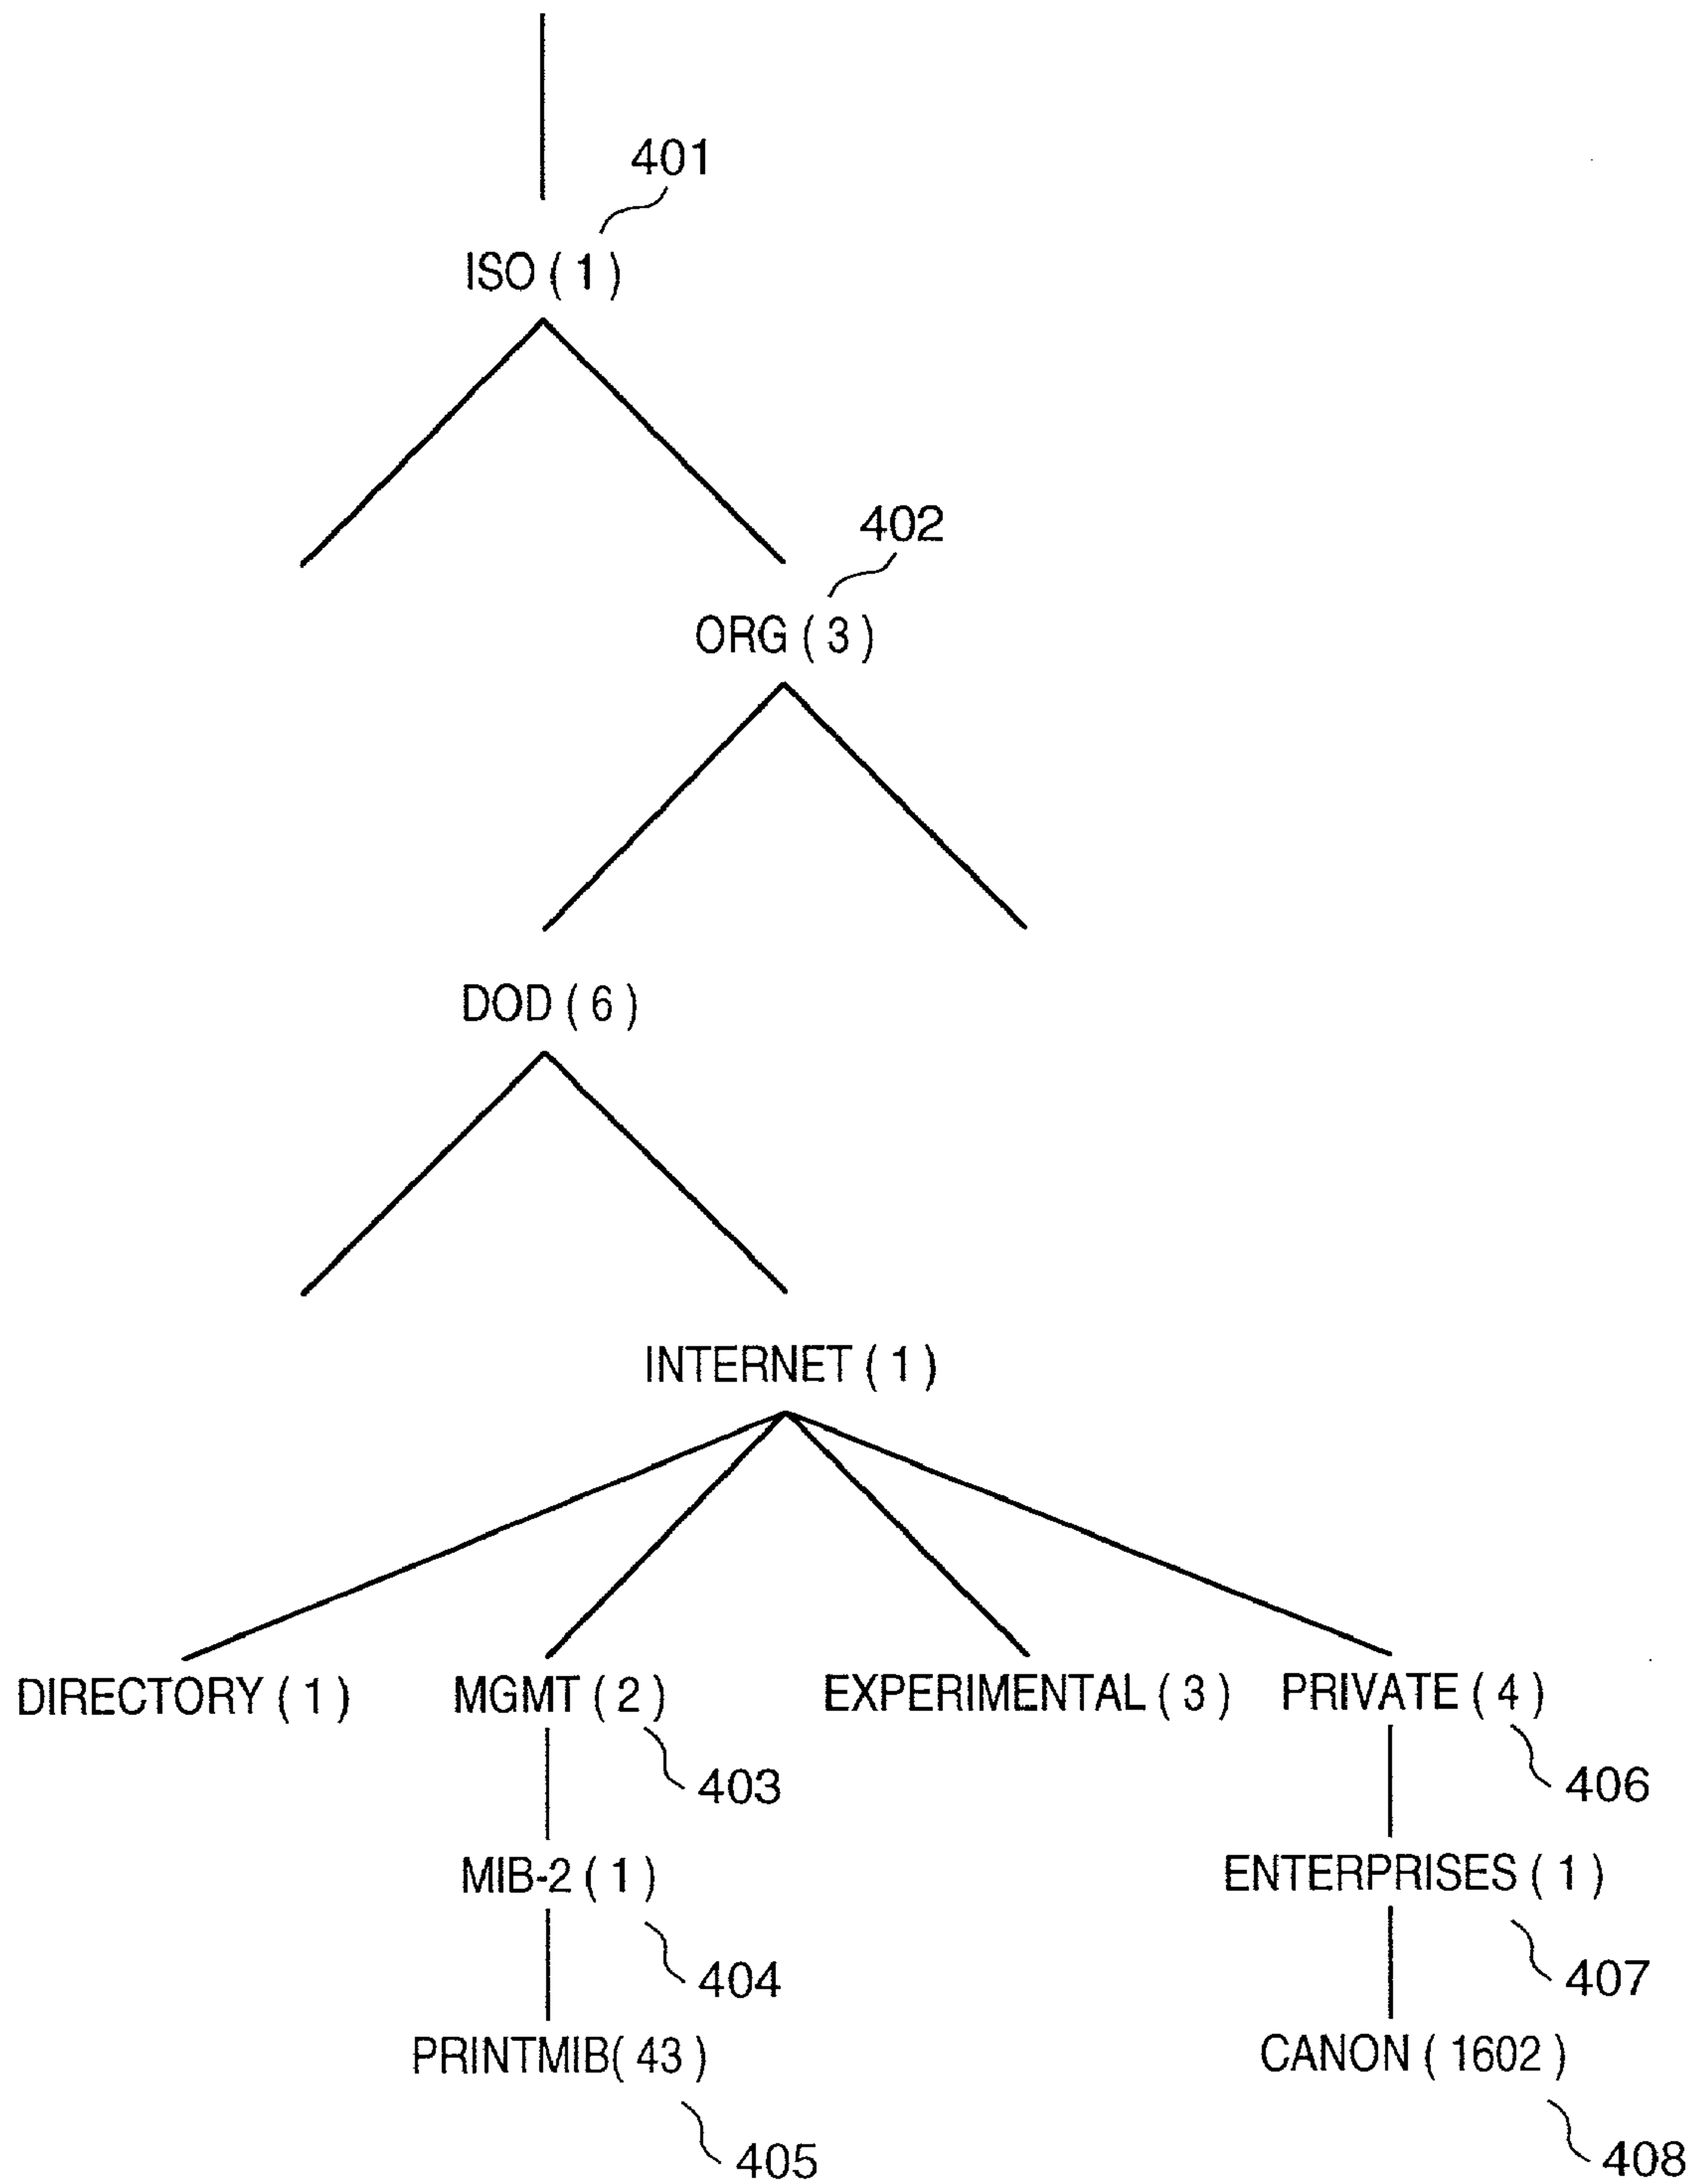 401
ISO ( 1 )
402
ORG ( 3 )
DOD ( 6 )
INTERNET ( 1 )
DIRECTORY ( 1 ) MGMT ( 2 ) EXPERIMENTAL ( 3 ) PRIVATE ( 4 )
403 406
MIB-2 ( 1 ) ENTERPRISES ( 1 )
404 407
PRINTMIB( 43 ) CANON ( 1602 )
405 408